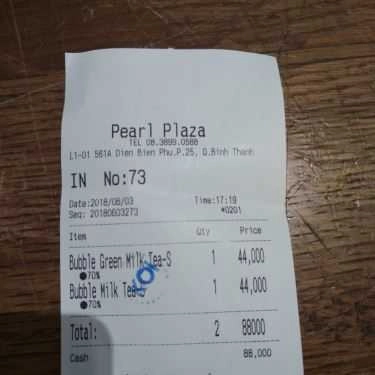 Pearl Plaza
TEL 08.3899.0588
L1-01 561A Dien Bien Phu,P.25, Q.Binh Thanh
IN No:73
Date:2018/06/03 Time:17:19
Seq: 20180603273 *0201
Item Qty Price
Bubble Green Milk Tea-S 1 44,000
●70%
Bubble Milk Tea-S 1 44,000
●70%
Total: 2 88000
Cash 88,000